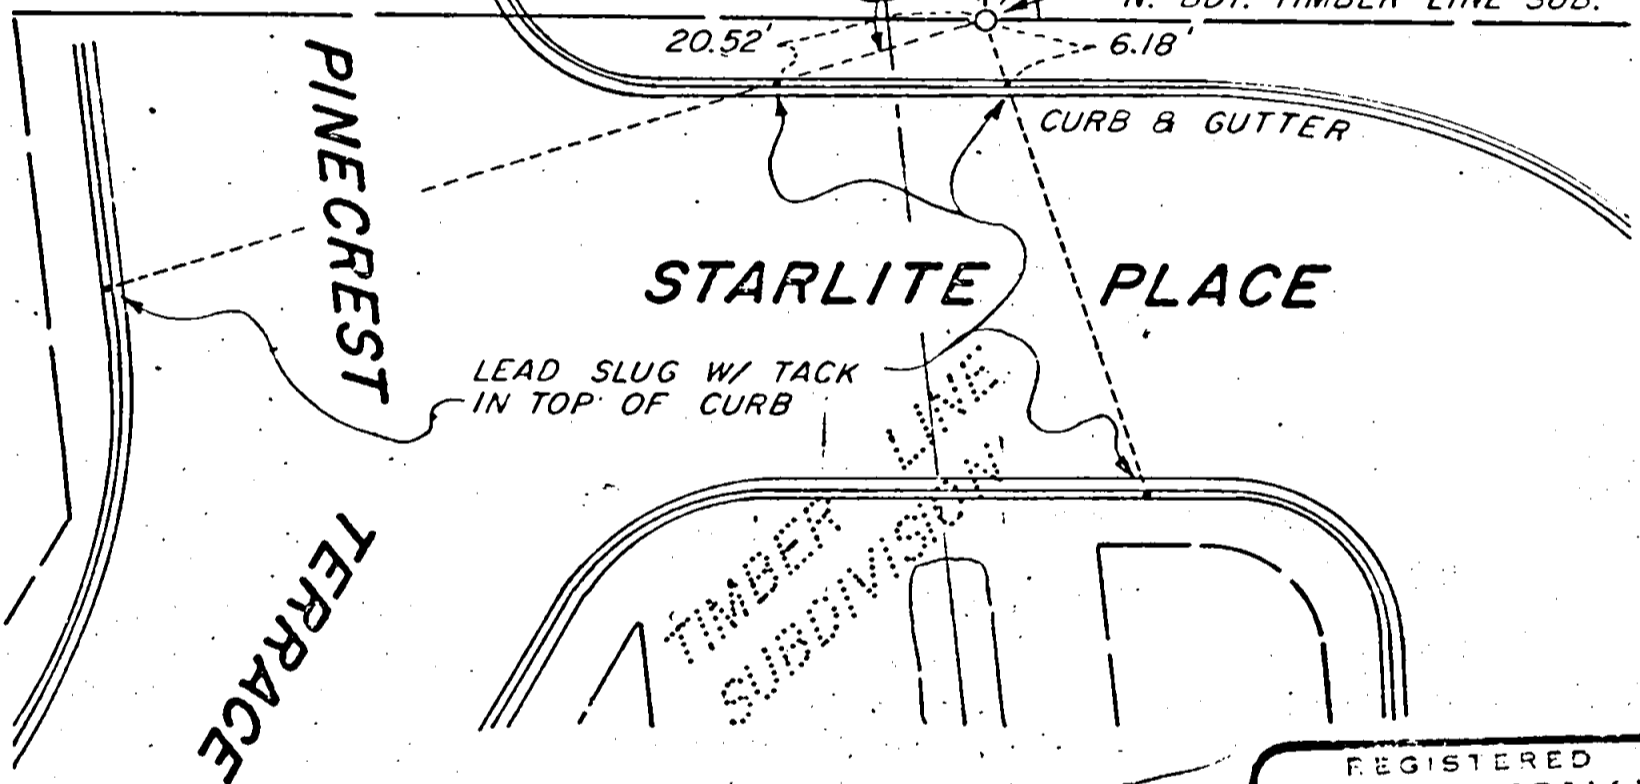 N. BDY. TIMBER LINE SUB.
20.52'
6.18'
CURB & GUTTER
PINECREST
STARLITE PLACE
LEAD SLUG W/ TACK
IN TOP OF CURB
TIMBER LINE
SUBDIVISION
TERRACE
REGISTERED